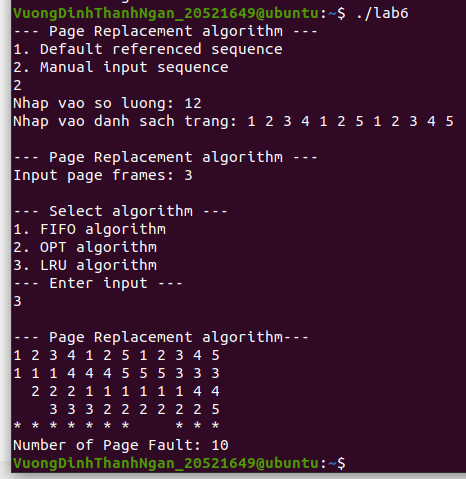 VuongDinhThanhNgan_20521649@ubuntu:~$ ./lab6
--- Page Replacement algorithm ---
1. Default referenced sequence
2. Manual input sequence
2
Nhap vao so luong: 12
Nhap vao danh sach trang: 1 2 3 4 1 2 5 1 2 3 4 5

--- Page Replacement algorithm ---
Input page frames: 3

--- Select algorithm ---
1. FIFO algorithm
2. OPT algorithm
3. LRU algorithm
--- Enter input ---
3

--- Page Replacement algorithm---
1 2 3 4 1 2 5 1 2 3 4 5
1 1 1 4 4 4 5 5 5 3 3 3
  2 2 2 1 1 1 1 1 1 4 4
    3 3 3 2 2 2 2 2 2 5
* * * * * * *     * * *
Number of Page Fault: 10
VuongDinhThanhNgan_20521649@ubuntu:~$